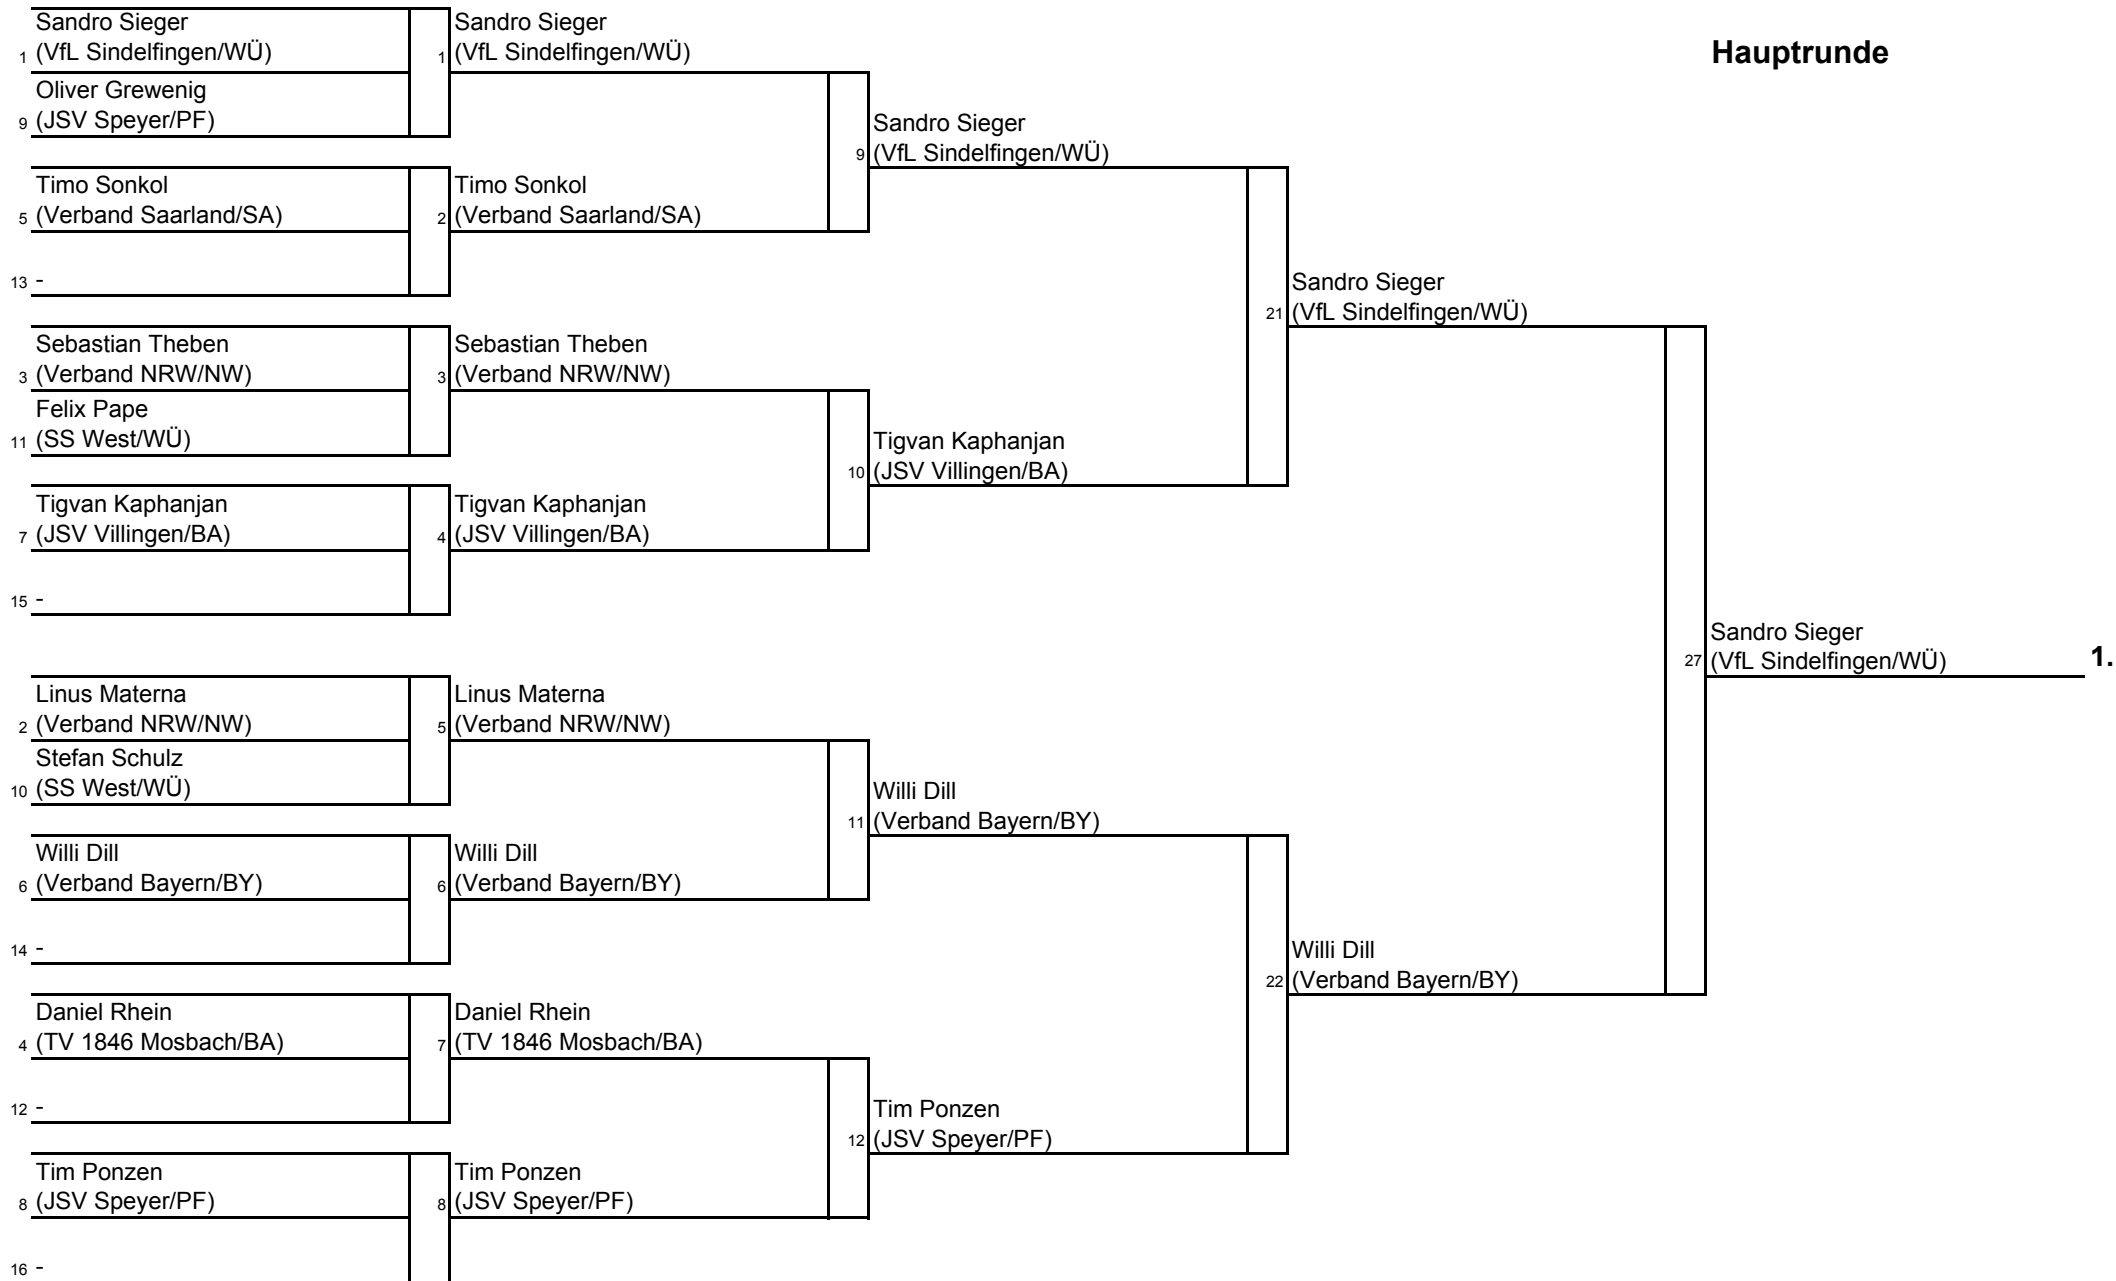 Hauptrunde
Sandro Sieger
1 (VfL Sindelfingen/WÜ)
Oliver Grewenig
9 (JSV Speyer/PF)
Timo Sonkol
5 (Verband Saarland/SA)
13 -
Sebastian Theben
3 (Verband NRW/NW)
Felix Pape
11 (SS West/WÜ)
Tigvan Kaphanjan
7 (JSV Villingen/BA)
15 -
Linus Materna
2 (Verband NRW/NW)
Stefan Schulz
10 (SS West/WÜ)
Willi Dill
6 (Verband Bayern/BY)
14 -
Daniel Rhein
4 (TV 1846 Mosbach/BA)
12 -
Tim Ponzen
8 (JSV Speyer/PF)
16 -
Sandro Sieger
1 (VfL Sindelfingen/WÜ)
Timo Sonkol
2 (Verband Saarland/SA)
Sebastian Theben
3 (Verband NRW/NW)
Tigvan Kaphanjan
4 (JSV Villingen/BA)
Linus Materna
5 (Verband NRW/NW)
Willi Dill
6 (Verband Bayern/BY)
Daniel Rhein
7 (TV 1846 Mosbach/BA)
Tim Ponzen
8 (JSV Speyer/PF)
Sandro Sieger
9 (VfL Sindelfingen/WÜ)
Tigvan Kaphanjan
10 (JSV Villingen/BA)
Willi Dill
11 (Verband Bayern/BY)
Tim Ponzen
12 (JSV Speyer/PF)
Sandro Sieger
21 (VfL Sindelfingen/WÜ)
Willi Dill
22 (Verband Bayern/BY)
Sandro Sieger
27 (VfL Sindelfingen/WÜ) 1.